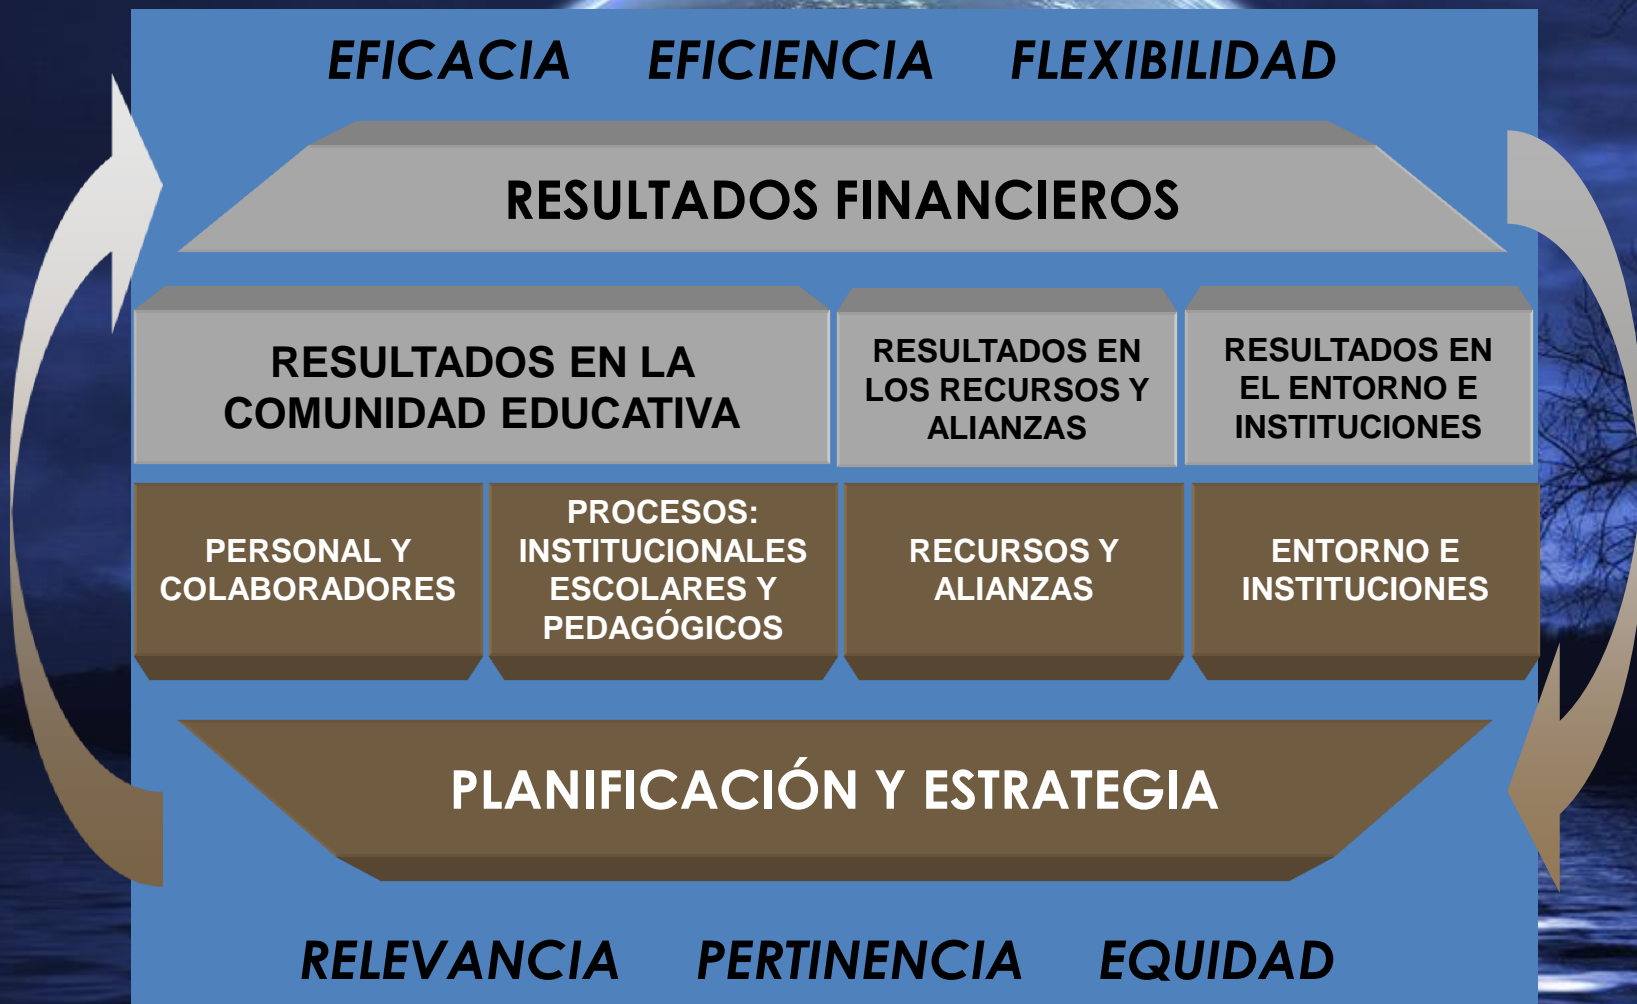 EFICACIA EFICIENCIA FLEXIBILIDAD
RESULTADOS FINANCIEROS
RESULTADOS EN LA
COMUNIDAD EDUCATIVA
RESULTADOS EN
LOS RECURSOS Y
ALIANZAS
RESULTADOS EN
EL ENTORNO E
INSTITUCIONES
PERSONAL Y
COLABORADORES
PROCESOS:
INSTITUCIONALES
ESCOLARES Y
PEDAGÓGICOS
RECURSOS Y
ALIANZAS
ENTORNO E
INSTITUCIONES
PLANIFICACIÓN Y ESTRATEGIA
RELEVANCIA PERTINENCIA EQUIDAD